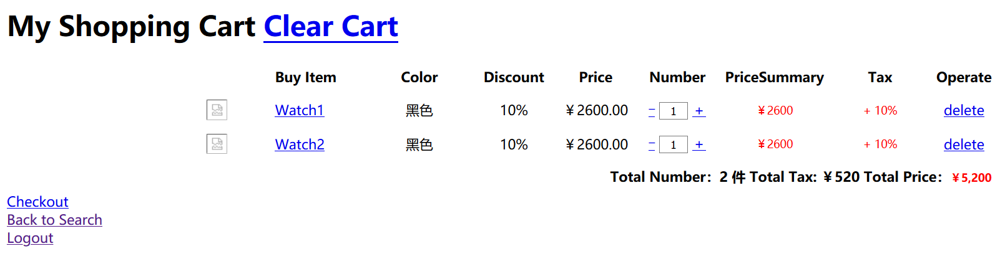 My Shopping Cart Clear Cart
Buy Item Color Discount Price Number PriceSummary Tax Operate
Watch1 黑色 10% ¥2600.00 - 1 + ¥2600 + 10% delete
Watch2 黑色 10% ¥2600.00 - 1 + ¥2600 + 10% delete
Total Number：2 件 Total Tax: ¥520 Total Price：¥5,200
Checkout
Back to Search
Logout